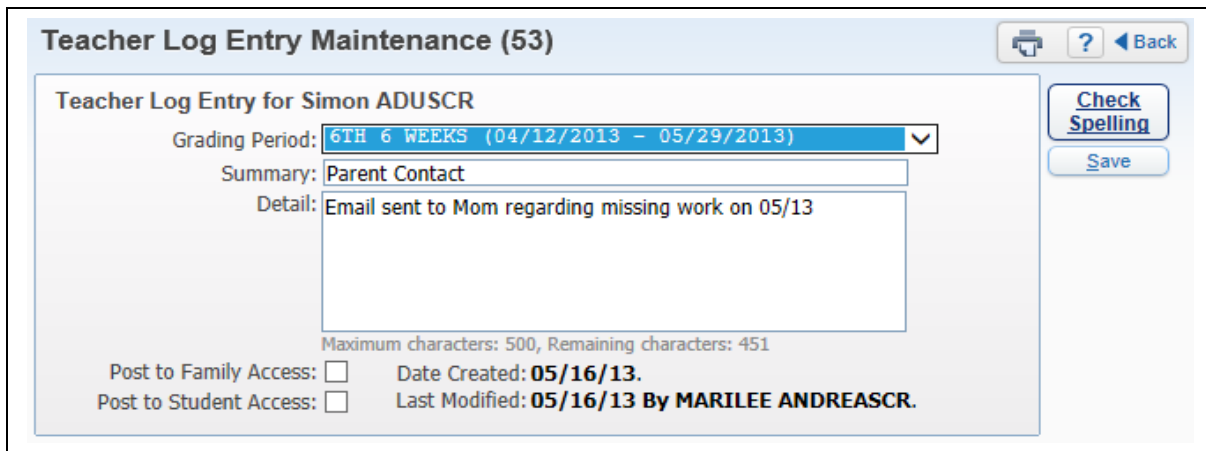 Teacher Log Entry Maintenance (53)
? Back
Teacher Log Entry for Simon ADUSCR
Check
Spelling
Grading Period: 6TH 6 WEEKS (04/12/2013 - 05/29/2013)
Save
Summary: Parent Contact
Detail: Email sent to Mom regarding missing work on 05/13
Maximum characters: 500, Remaining characters: 451
Post to Family Access: Date Created: 05/16/13.
Post to Student Access: Last Modified: 05/16/13 By MARILEE ANDREASCR.